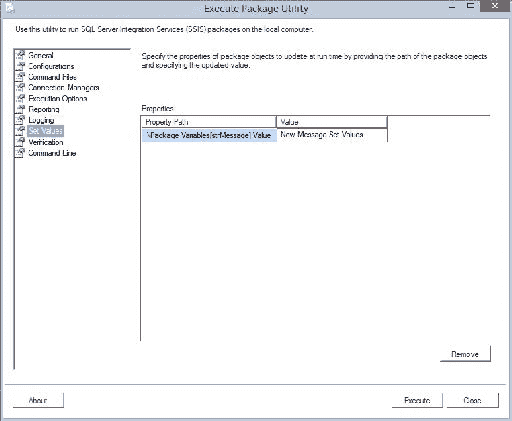 Execute Package Utility
Use this utility to run SQL Server Integration Services (SSIS) packages on the local computer.
General
Configurations
Command Files
Connection Managers
Execution Options
Reporting
Logging
Set Values
Verification
Command Line
Specify the properties of package objects to update at run time by providing the path of the package objects
and specifying the updated value.
Properties
Property Path Value
\Package.Variables[strMessage].Value New Message Set Values
Remove
About Execute Close